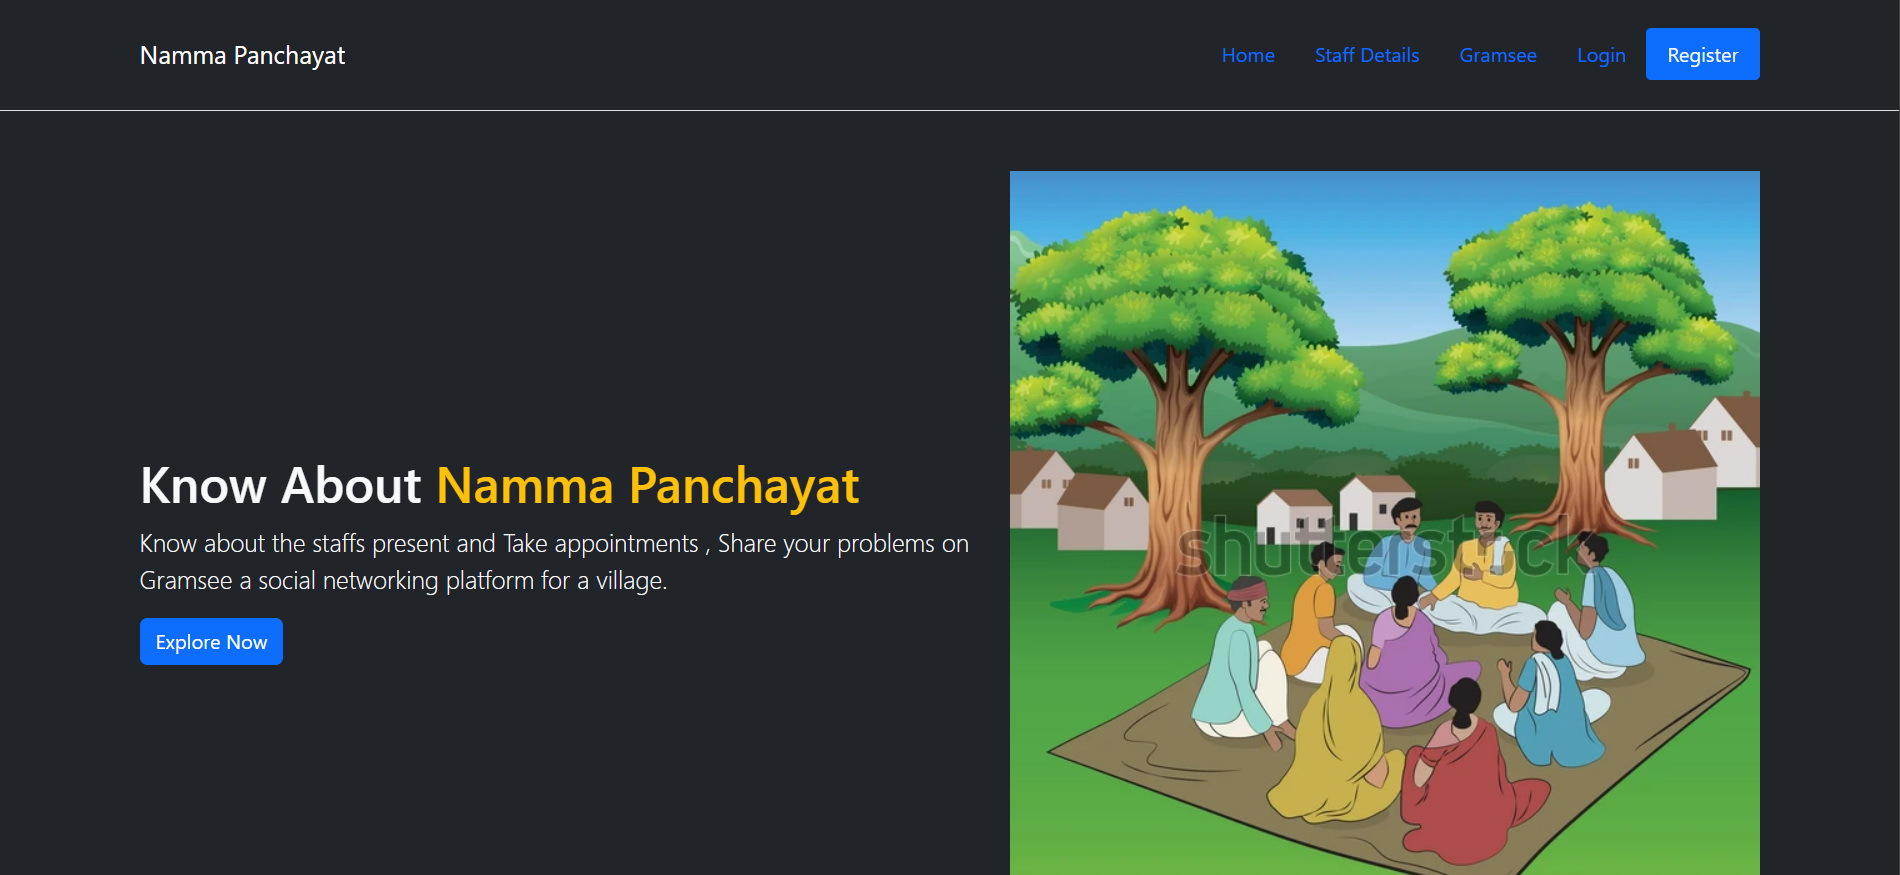 Namma Panchayat
Home Staff Details Gramsee Login Register
Know About Namma Panchayat
Know about the staffs present and Take appointments , Share your problems on
Gramsee a social networking platform for a village.
Explore Now
shutterstock